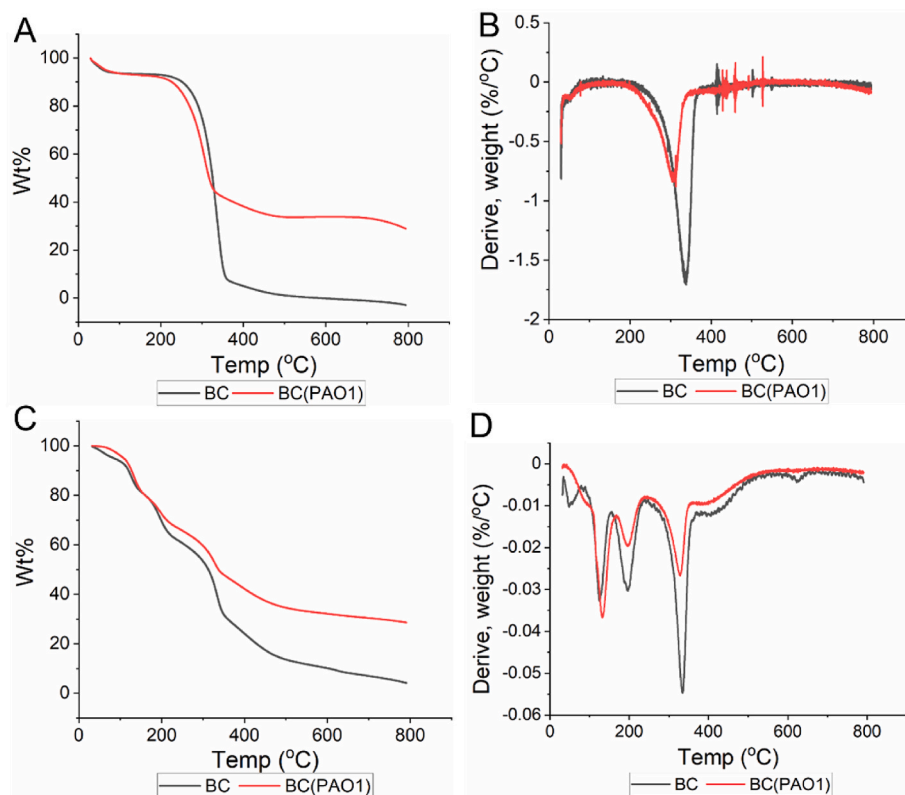 A
100
80
60
40
20
0
Wt%
0 200 400 600 800
Temp (°C)
BC BC(PAO1)
B
0.5
0
-0.5
-1
-1.5
-2
Derive, weight (%/°C)
0 200 400 600 800
Temp (°C)
BC BC(PAO1)
C
100
80
60
40
20
0
Wt%
0 200 400 600 800
Temp (°C)
BC BC(PAO1)
D
0
-0.01
-0.02
-0.03
-0.04
-0.05
-0.06
Derive, weight (%/°C)
0 200 400 600 800
Temp (°C)
BC BC(PAO1)